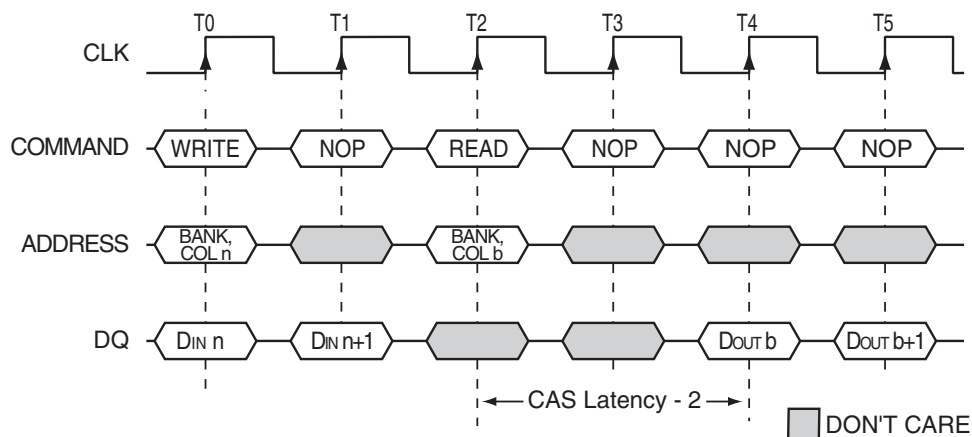 T0 T1 T2 T3 T4 T5
CLK
COMMAND WRITE NOP READ NOP NOP NOP
ADDRESS BANK, COL n BANK, COL b
DQ DIN n DIN n+1 DOUT b DOUT b+1
CAS Latency - 2
DON'T CARE